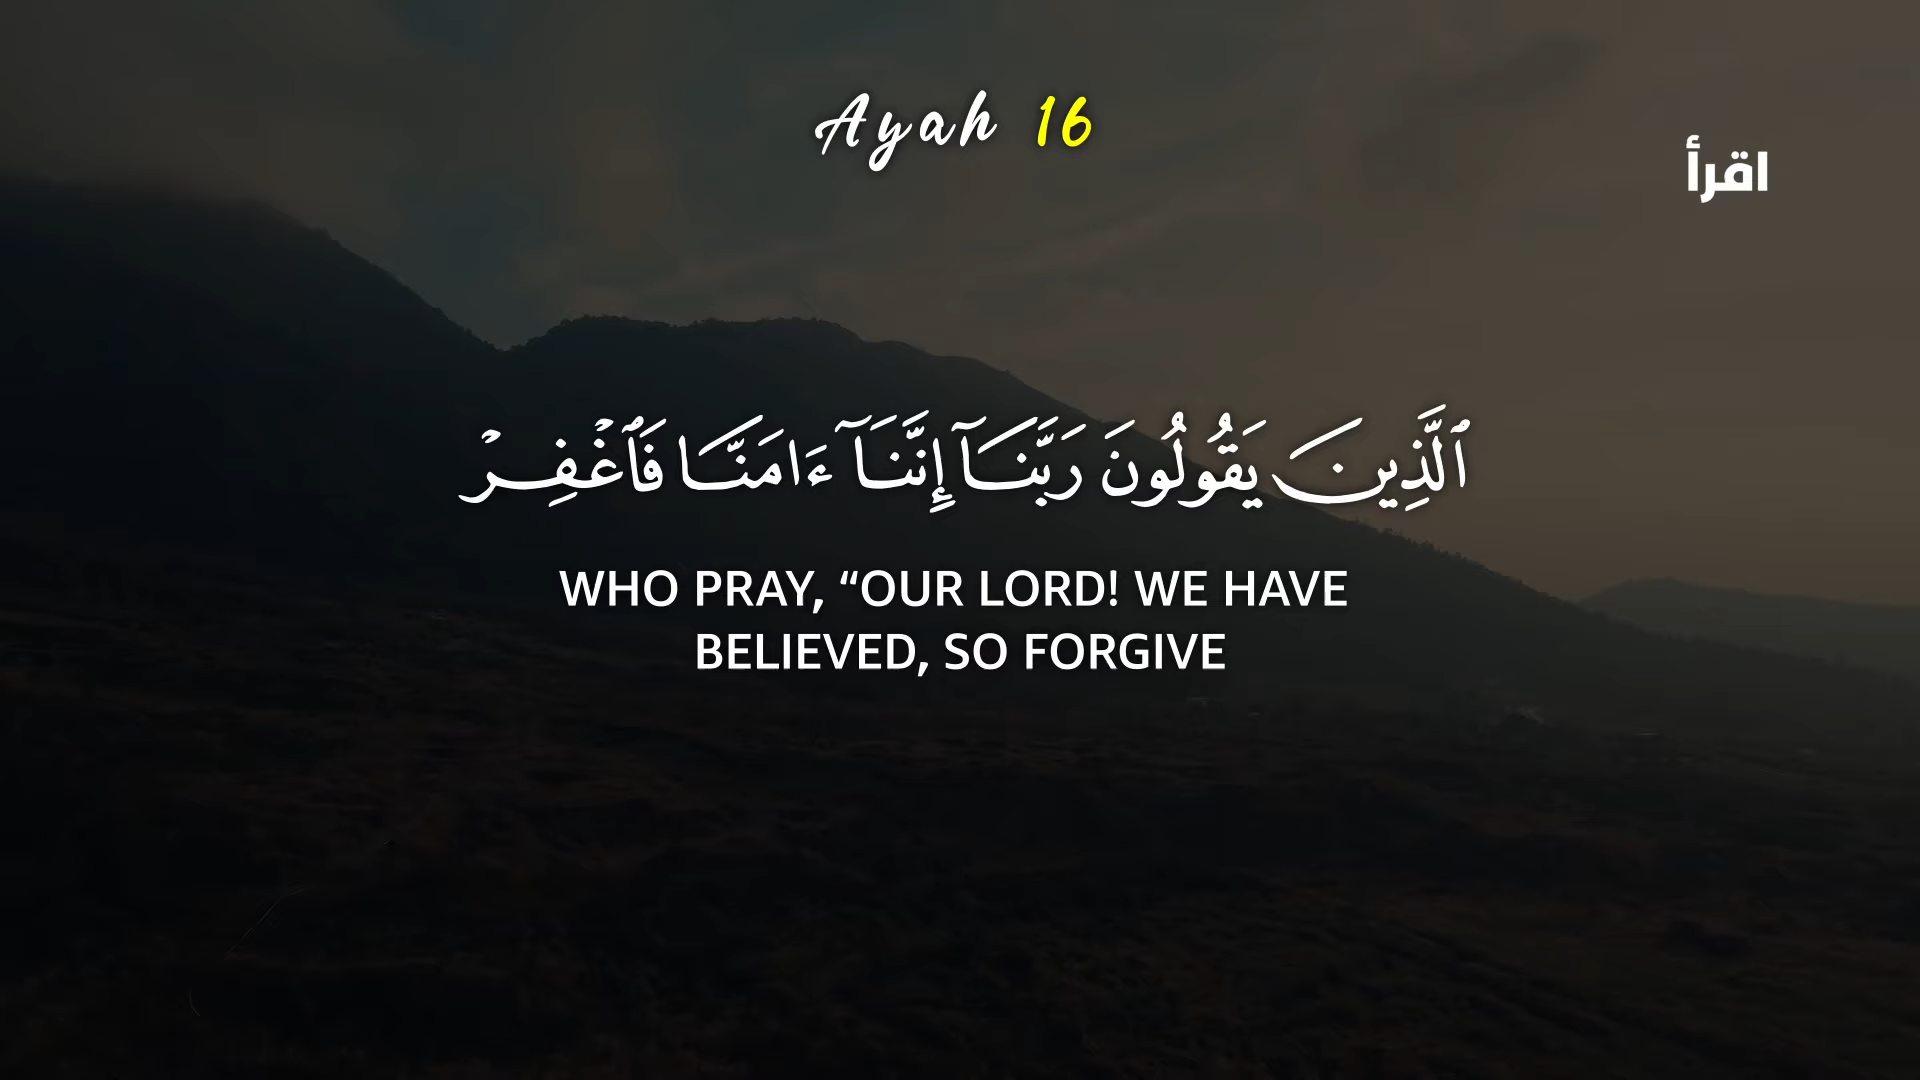 Ayah 16
اقرأ
ٱلَّذِينَ يَقُولُونَ رَبَّنَآ إِنَّنَآ ءَامَنَّا فَٱغْفِرْ
WHO PRAY, “OUR LORD! WE HAVE
BELIEVED, SO FORGIVE